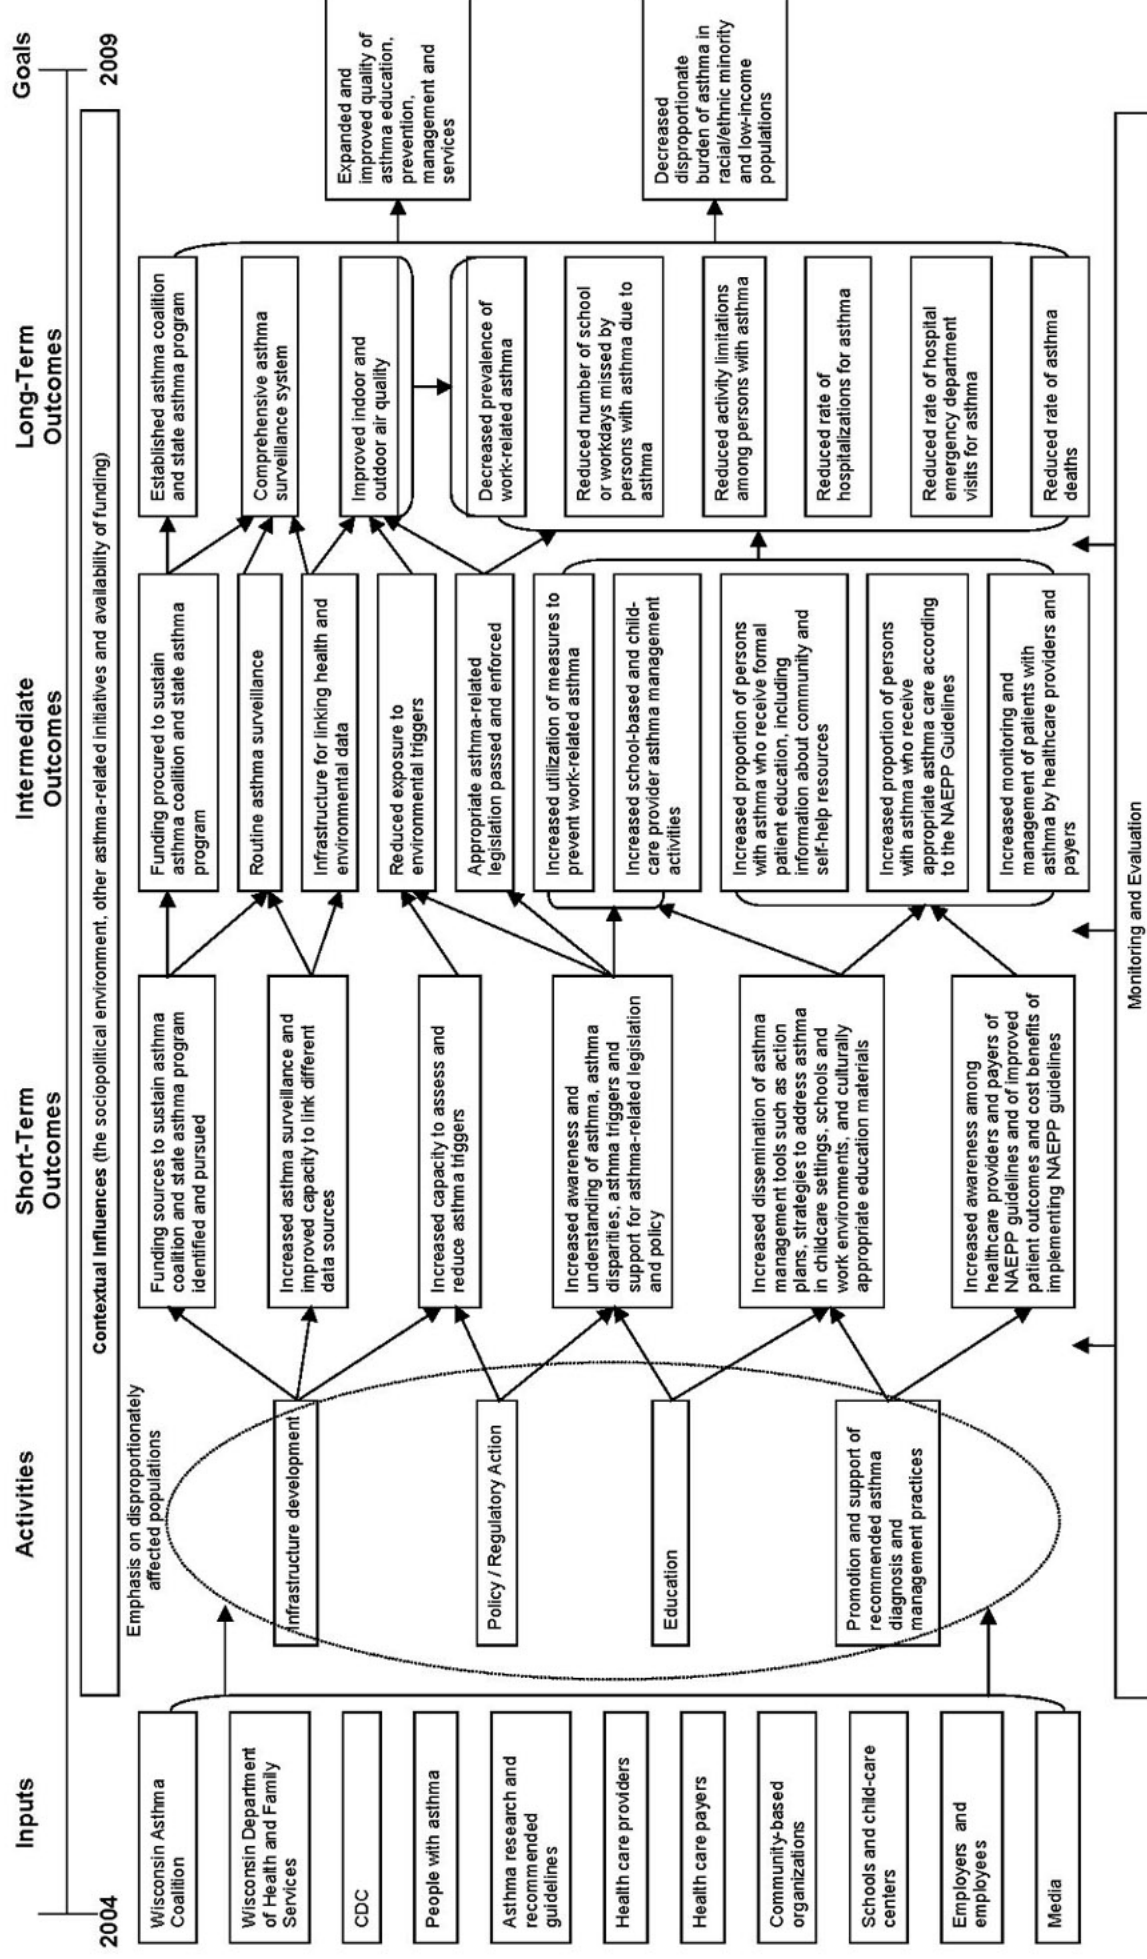 Inputs
Activities
Short-Term
Outcomes
Intermediate
Outcomes
Long-Term
Outcomes
Goals
2004
2009
Contextual Influences (the sociopolitical environment, other asthma-related initiatives and availability of funding)
Wisconsin Asthma
Coalition
Wisconsin Department
of Health and Family
Services
CDC
People with asthma
Asthma research and
recommended
guidelines
Health care providers
Health care payers
Community-based
organizations
Schools and child-care
centers
Employers and
employees
Media
Emphasis on disproportionately
affected populations
Infrastructure development
Policy / Regulatory Action
Education
Promotion and support of
recommended asthma
diagnosis and
management practices
Funding sources to sustain asthma
coalition and state asthma program
identified and pursued
Increased asthma surveillance and
improved capacity to link different
data sources
Increased capacity to assess and
reduce asthma triggers
Increased awareness and
understanding of asthma, asthma
disparities, asthma triggers and
support for asthma-related legislation
and policy
Increased dissemination of asthma
management tools such as action
plans, strategies to address asthma
in childcare settings, schools and
work environments, and culturally
appropriate education materials
Increased awareness among
healthcare providers and payers of
NAEPP guidelines and of improved
patient outcomes and cost benefits of
implementing NAEPP guidelines
Funding procured to sustain
asthma coalition and state asthma
program
Routine asthma surveillance
Infrastructure for linking health and
environmental data
Reduced exposure to
environmental triggers
Appropriate asthma-related
legislation passed and enforced
Increased utilization of measures to
prevent work-related asthma
Increased school-based and child-
care provider asthma management
activities
Increased proportion of persons
with asthma who receive formal
patient education, including
information about community and
self-help resources
Increased proportion of persons
with asthma who receive
appropriate asthma care according
to the NAEPP Guidelines
Increased monitoring and
management of patients with
asthma by healthcare providers and
payers
Established asthma coalition
and state asthma program
Comprehensive asthma
surveillance system
Improved indoor and
outdoor air quality
Decreased prevalence of
work-related asthma
Reduced number of school
or workdays missed by
persons with asthma due to
asthma
Reduced activity limitations
among persons with asthma
Reduced rate of
hospitalizations for asthma
Reduced rate of hospital
emergency department
visits for asthma
Reduced rate of asthma
deaths
Expanded and
improved quality of
asthma education,
prevention,
management and
services
Decreased
disproportionate
burden of asthma in
racial/ethnic minority
and low-income
populations
Monitoring and Evaluation